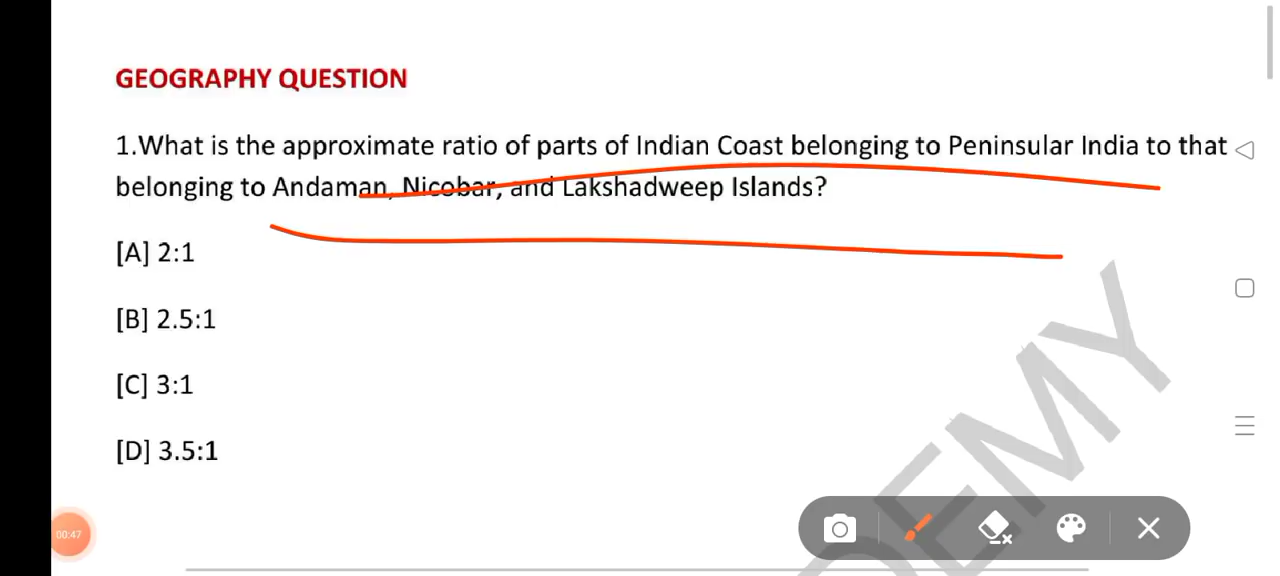 GEOGRAPHY QUESTION
1.What is the approximate ratio of parts of Indian Coast belonging to Peninsular India to that
belonging to Andaman, Nicobar, and Lakshadweep Islands?
[A] 2:1
[B] 2.5:1
[C] 3:1
[D] 3.5:1
DEMY
00:47